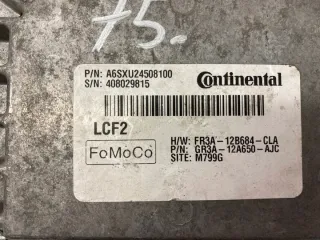 75.
P/N: A6SXU24508100
S/N: 408029815
Continental
LCF2
FoMoCo
H/W: FR3A-12B684-CLA
P/N: GR3A-12A650-AJC
SITE: M799G